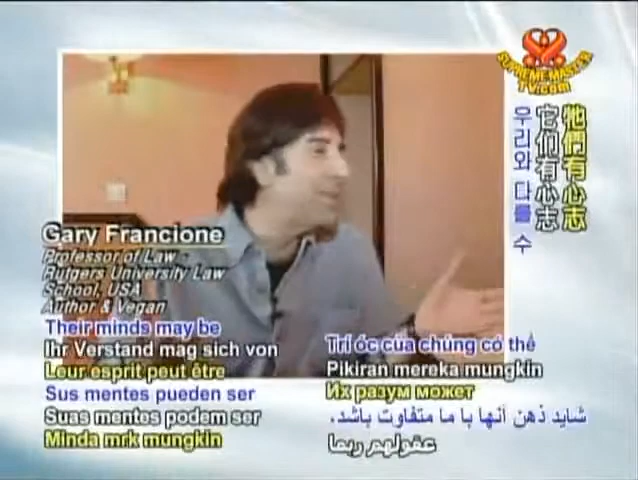 SUPREME MASTER
TV.com
牠們有心志
它们有心志
우리와 다를 수
Gary Francione
Professor of Law
Rutgers University Law
School, USA
Author & Vegan
Their minds may be
Ihr Verstand mag sich von
Leur esprit peut être
Sus mentes pueden ser
Suas mentes podem ser
Minda mrk mungkin
Trí óc của chúng có thể
Pikiran mereka mungkin
Их разум может
شاید ذهن آنها با ما متفاوت باشد.
عقولهم ربما